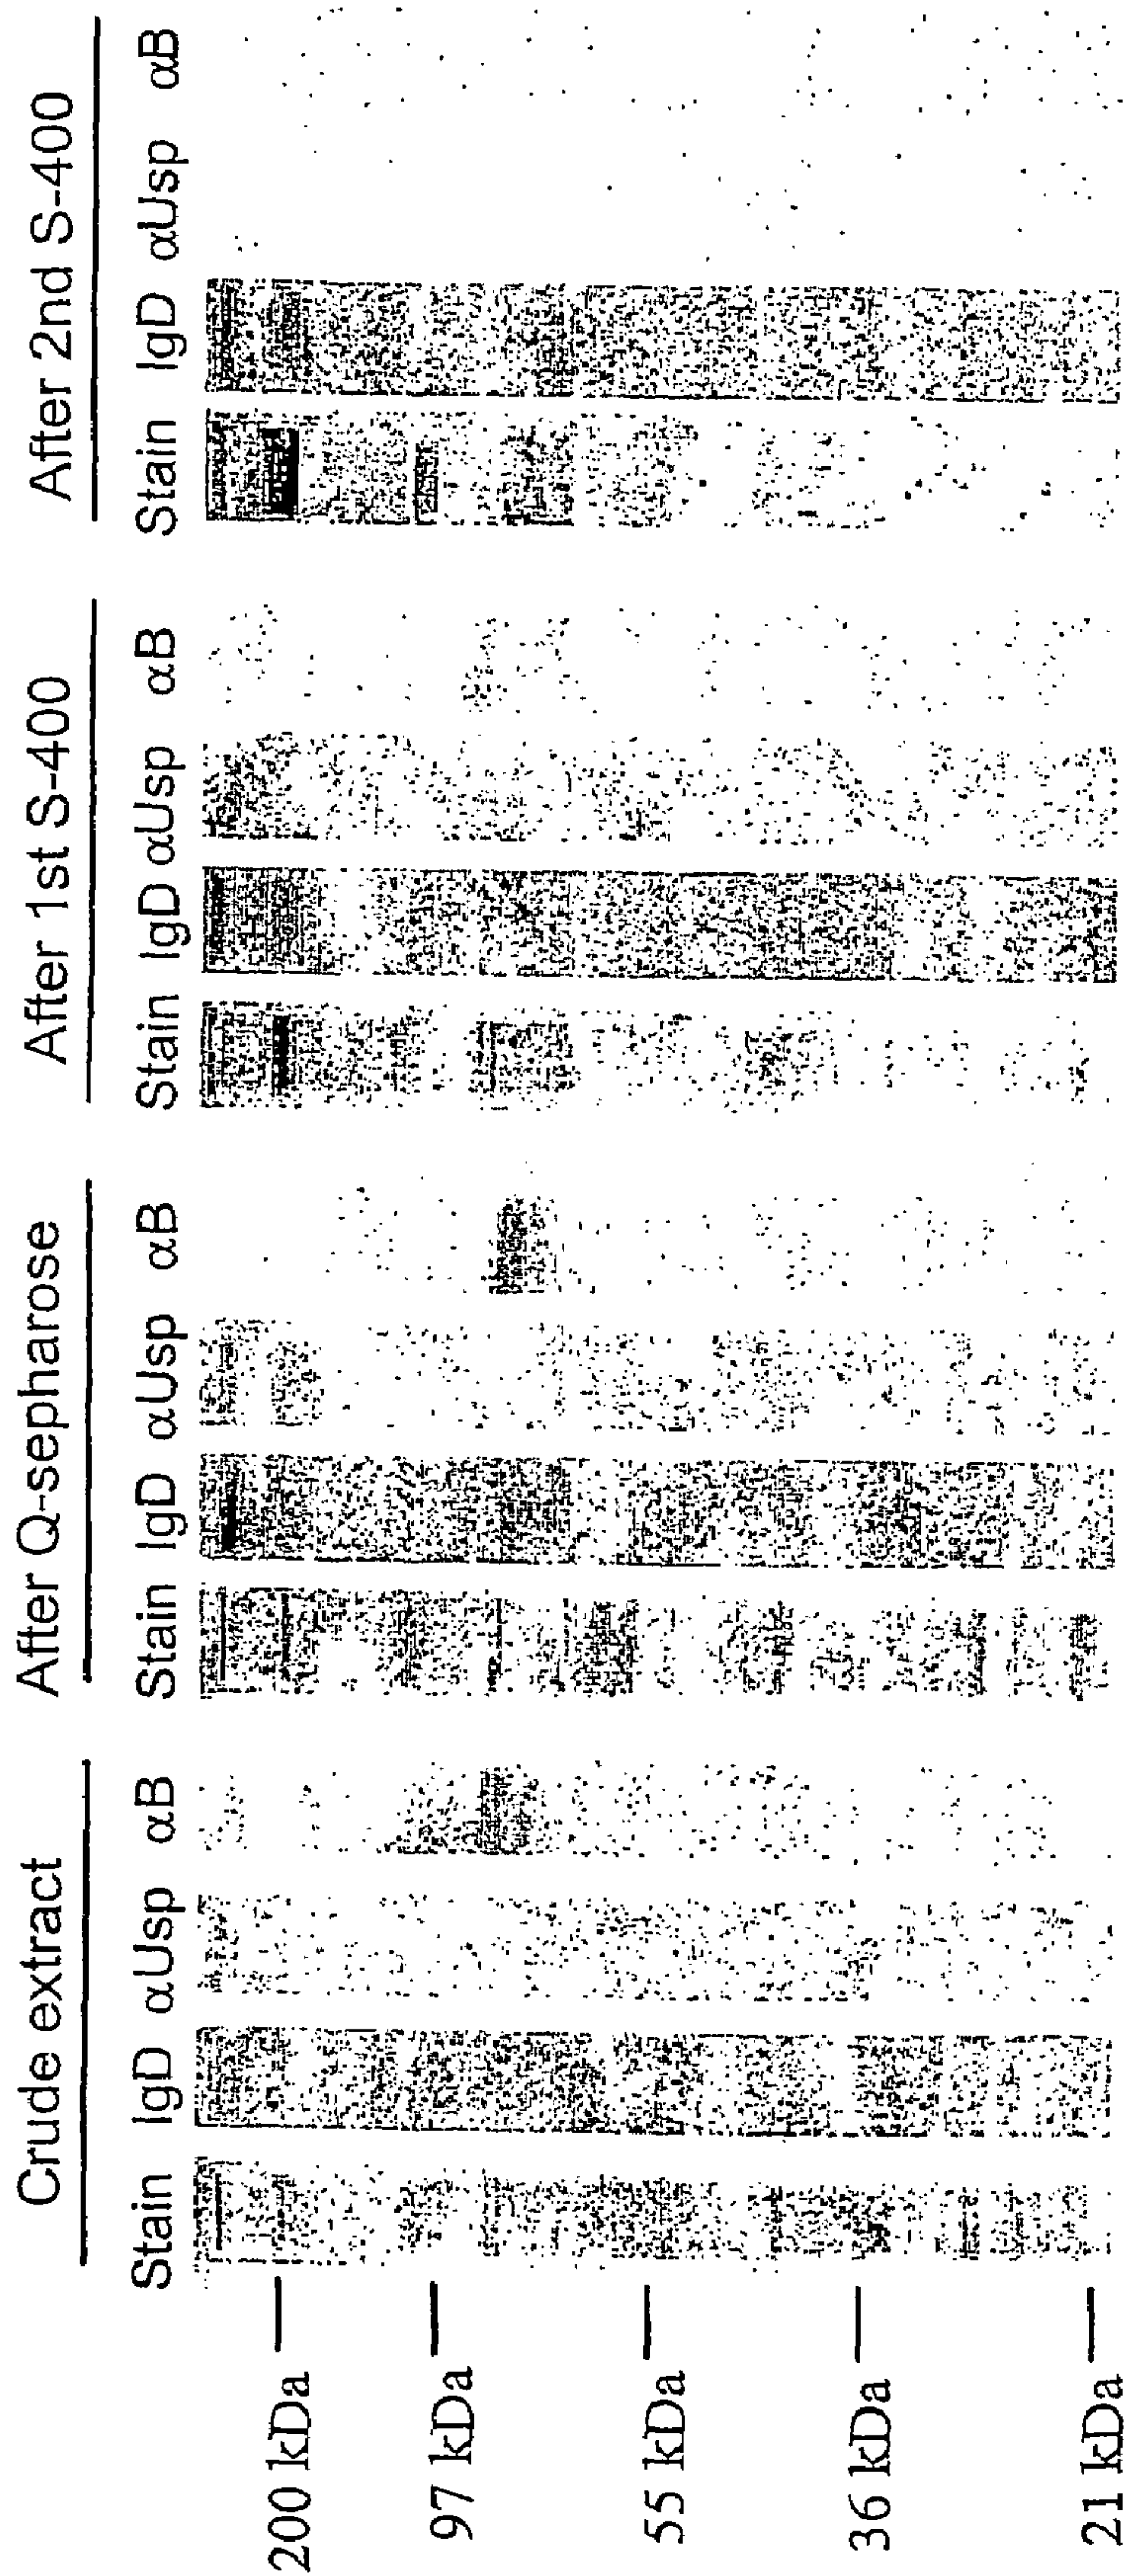 Crude extract
After Q-sepharose
After 1st S-400
After 2nd S-400
Stain IgD αUsp αB
Stain IgD αUsp αB
Stain IgD αUsp αB
Stain IgD αUsp αB
200 kDa
97 kDa
55 kDa
36 kDa
21 kDa